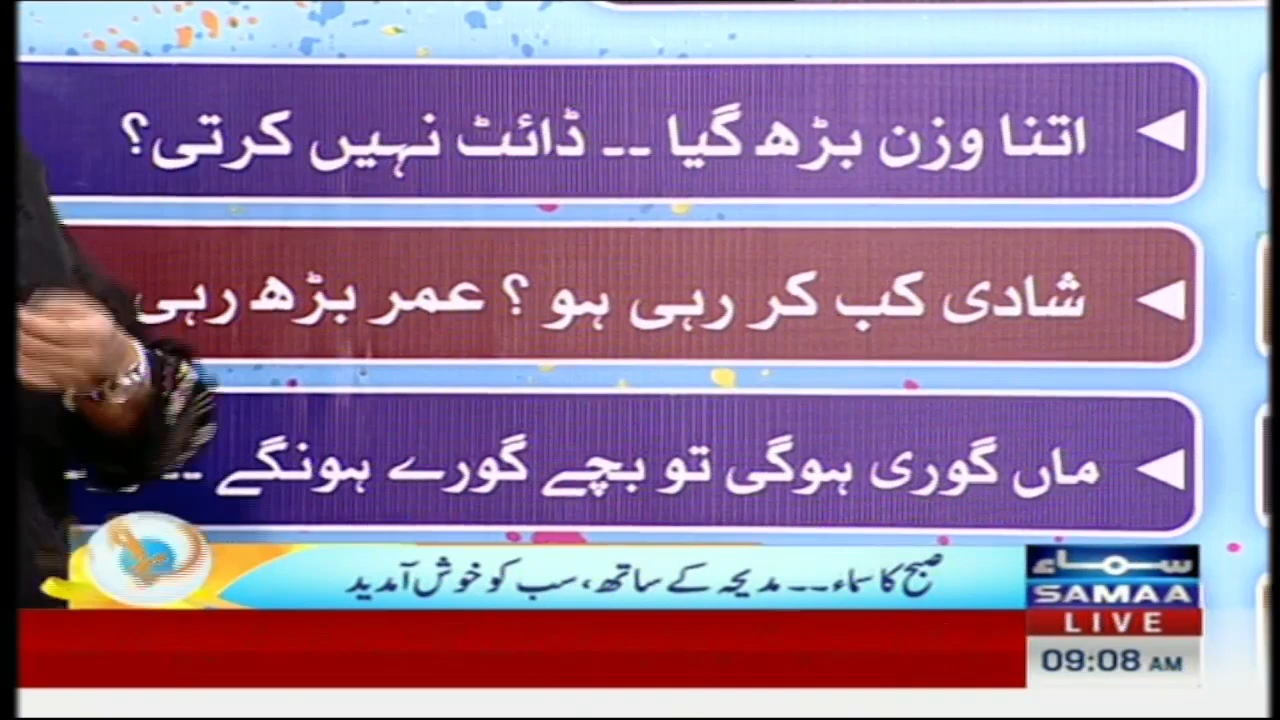 اتنا وزن بڑھ گیا -- ڈائٹ نہیں کرتی؟
شادی کب کر رہی ہو ؟ عمر بڑھ رہی
ماں گوری ہوگی تو بچے گورے ہونگے --
صبح کا سماء۔۔۔ مدیحہ کے ساتھ، سب کو خوش آمدید
سماء
SAMAA
LIVE
09:08 AM